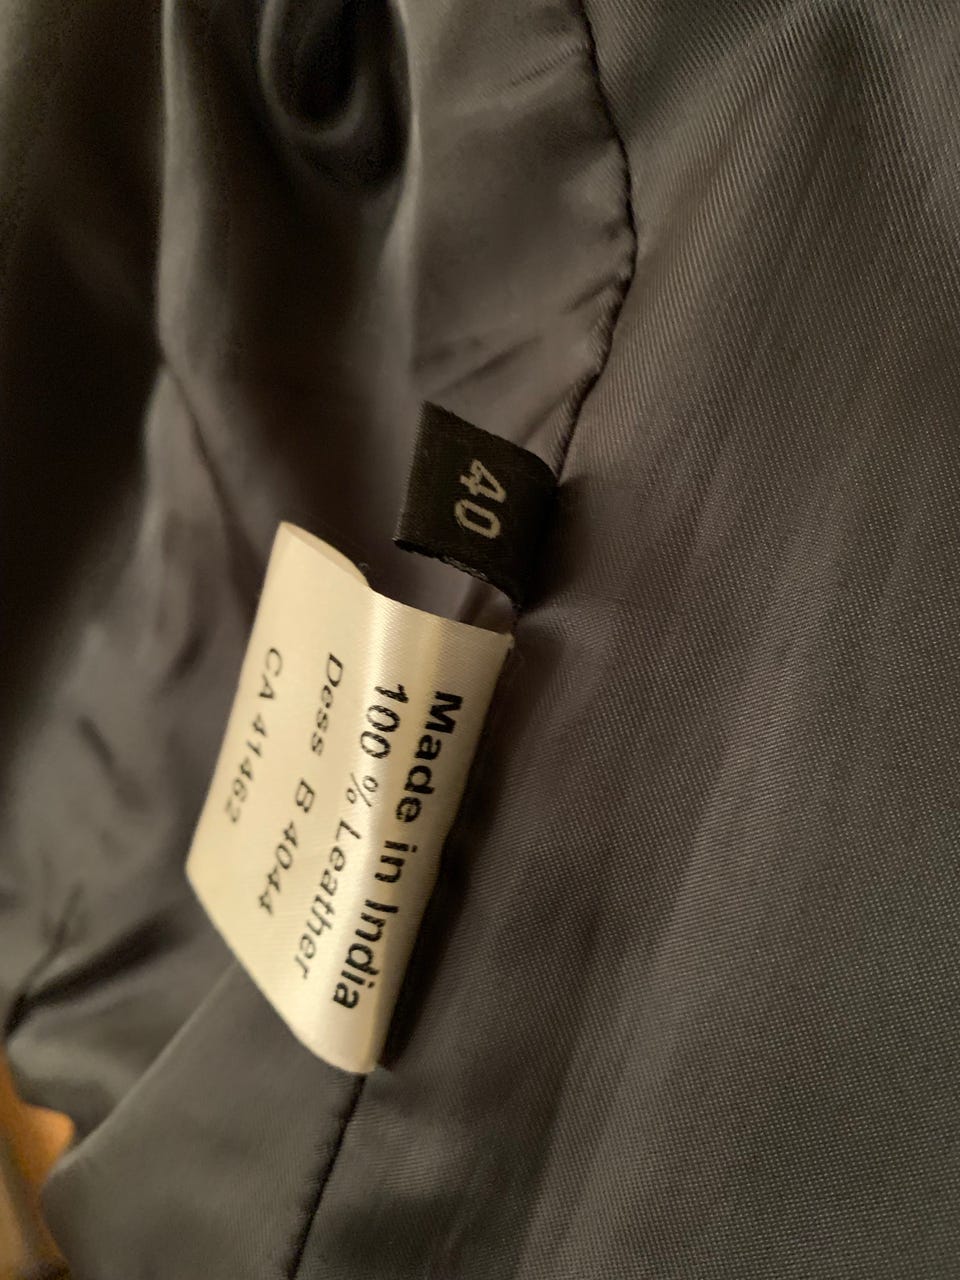 40
Made in India
100 % Leather
Dess B 4044
CA 41462